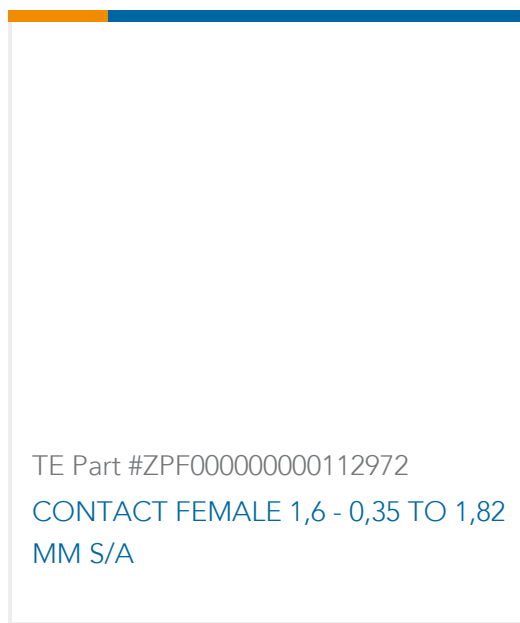 TE Part #ZPF000000000112972
CONTACT FEMALE 1,6 - 0,35 TO 1,82
MM S/A